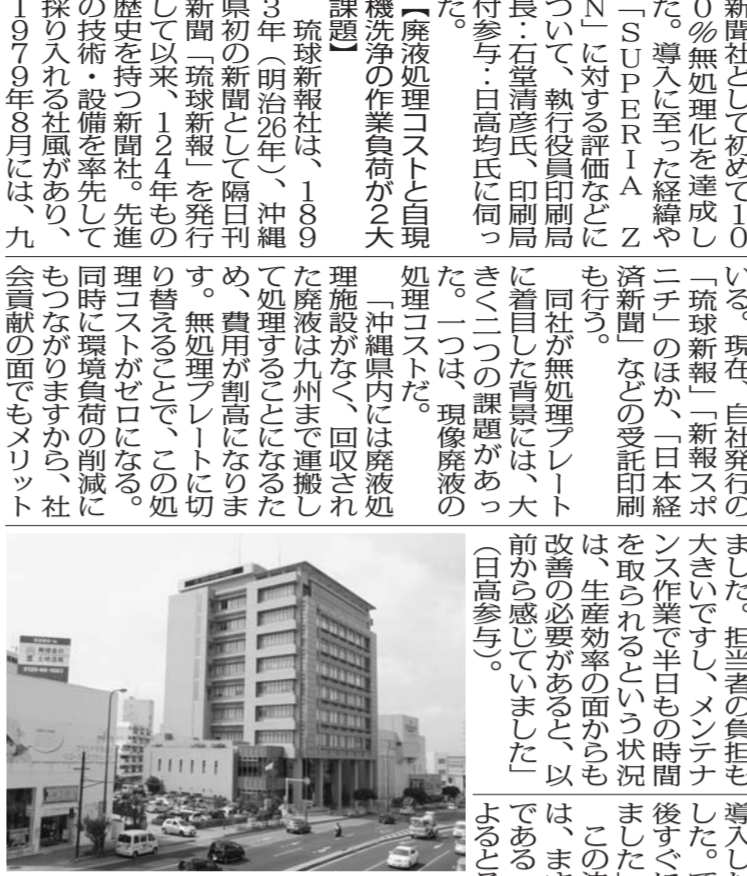 新聞社として初めて10
0％無処理化を達成し
た。導入に至った経緯や
「SUPERIA Z
N」に対する評価などに
ついて、執行役員印刷局
長：石堂清彦氏、印刷局
付参与：日高均氏に伺っ
た。
【廃液処理コストと自現
機洗浄の作業負荷が2大
課題】
琉球新報社は、189
3年（明治26年）、沖縄
県初の新聞として隔日刊
新聞「琉球新報」を発行
して以来、124年もの
歴史を持つ新聞社。先進
の技術・設備を率先して
採り入れる社風があり、
1979年8月には、九
いる。現在、自社発行の
「琉球新報」「新報スポ
ニチ」のほか、「日本経
済新聞」などの受託印刷
も行う。
同社が無処理プレート
に着目した背景には、大
きく二つの課題があっ
た。一つは、現像廃液の
処理コストだ。
「沖縄県内には廃液処
理施設がなく、回収され
た廃液は九州まで運搬し
て処理することになるた
め、費用が割高になりま
す。無処理プレートに切
り替えることで、この処
理コストがゼロになる。
同時に環境負荷の削減に
もつながりますから、社
会貢献の面でもメリット
ました。担当者の負担も
大きいですし、メンテナ
ンス作業で半日もの時間
を取られるという状況
は、生産効率の面からも
改善の必要があると、以
前から感じていました」
（日高参与）。
導入した
した。
後すぐに
ました」
この
は、まさ
である
よると